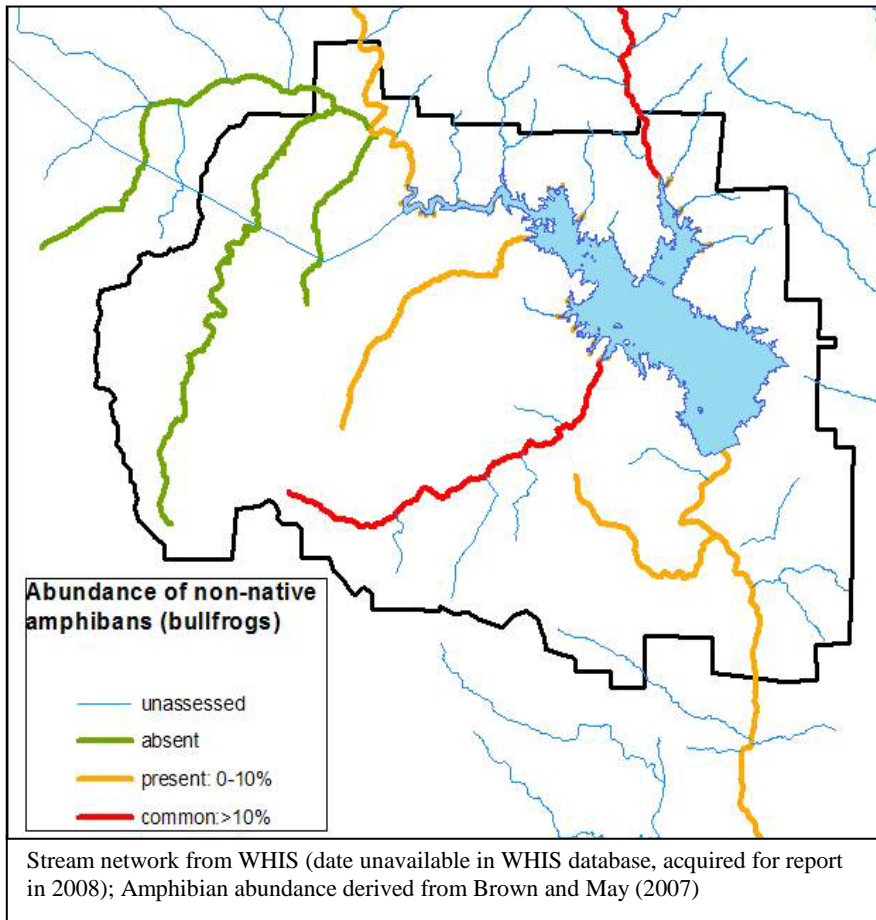 Abundance of non-native
amphibans (bullfrogs)
unassessed
absent
present: 0-10%
common:>10%
Stream network from WHIS (date unavailable in WHIS database, acquired for report
in 2008); Amphibian abundance derived from Brown and May (2007)